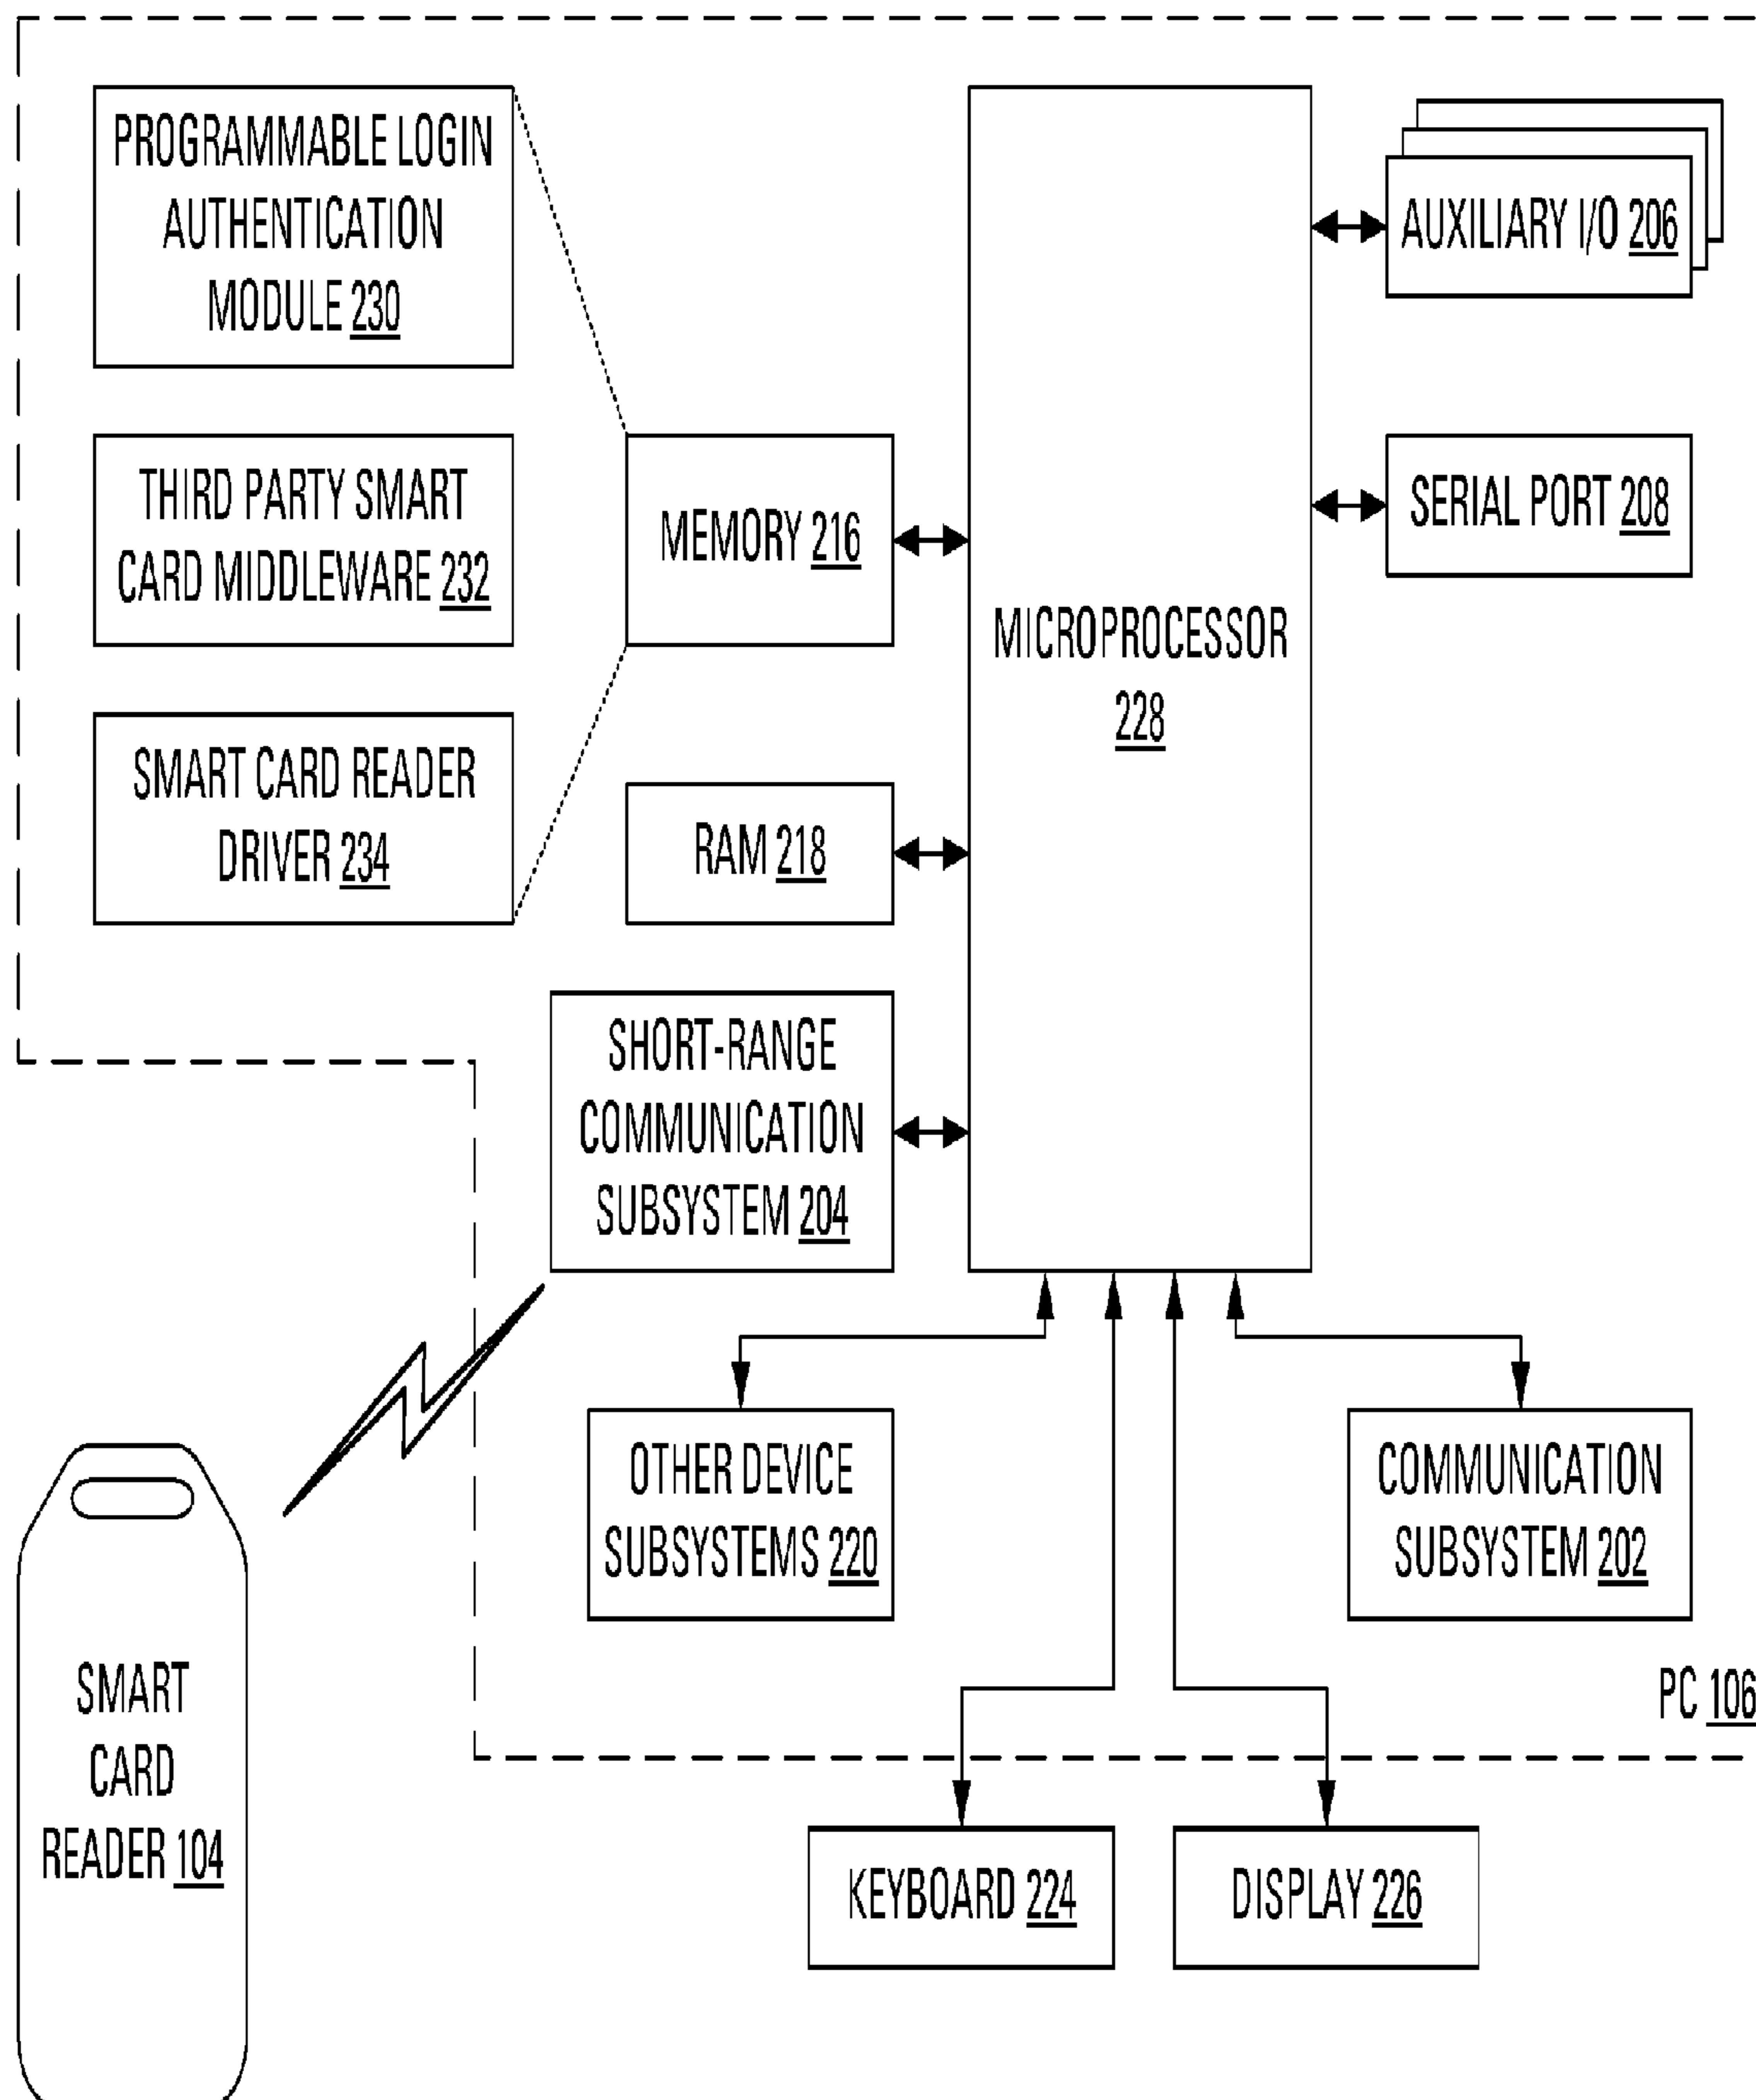 PROGRAMMABLE LOGIN
AUTHENTICATION
MODULE 230
THIRD PARTY SMART
CARD MIDDLEWARE 232
SMART CARD READER
DRIVER 234
MEMORY 216
RAM 218
SHORT-RANGE
COMMUNICATION
SUBSYSTEM 204
MICROPROCESSOR
228
AUXILIARY I/O 206
SERIAL PORT 208
OTHER DEVICE
SUBSYSTEMS 220
COMMUNICATION
SUBSYSTEM 202
PC 106
SMART
CARD
READER 104
KEYBOARD 224
DISPLAY 226